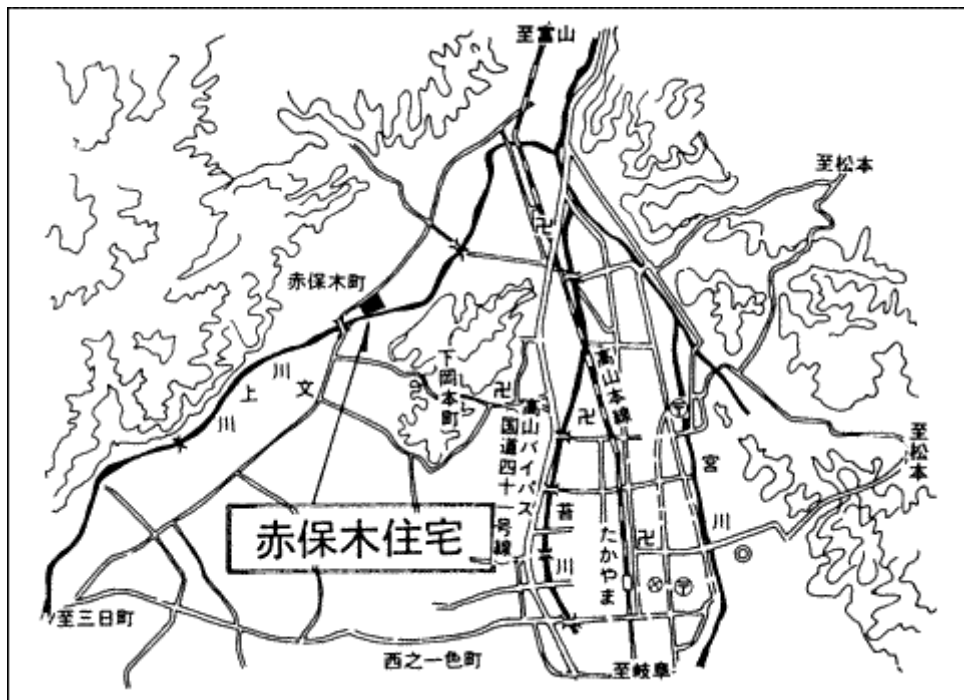 至富山
至松本
赤保木町
下岡本町
高山本線
川上川
文
高山バイパス
(国道四十一号線)
至松本
宮川
苔川
たかやま
赤保木住宅
至三日町
西之一色町
至岐阜